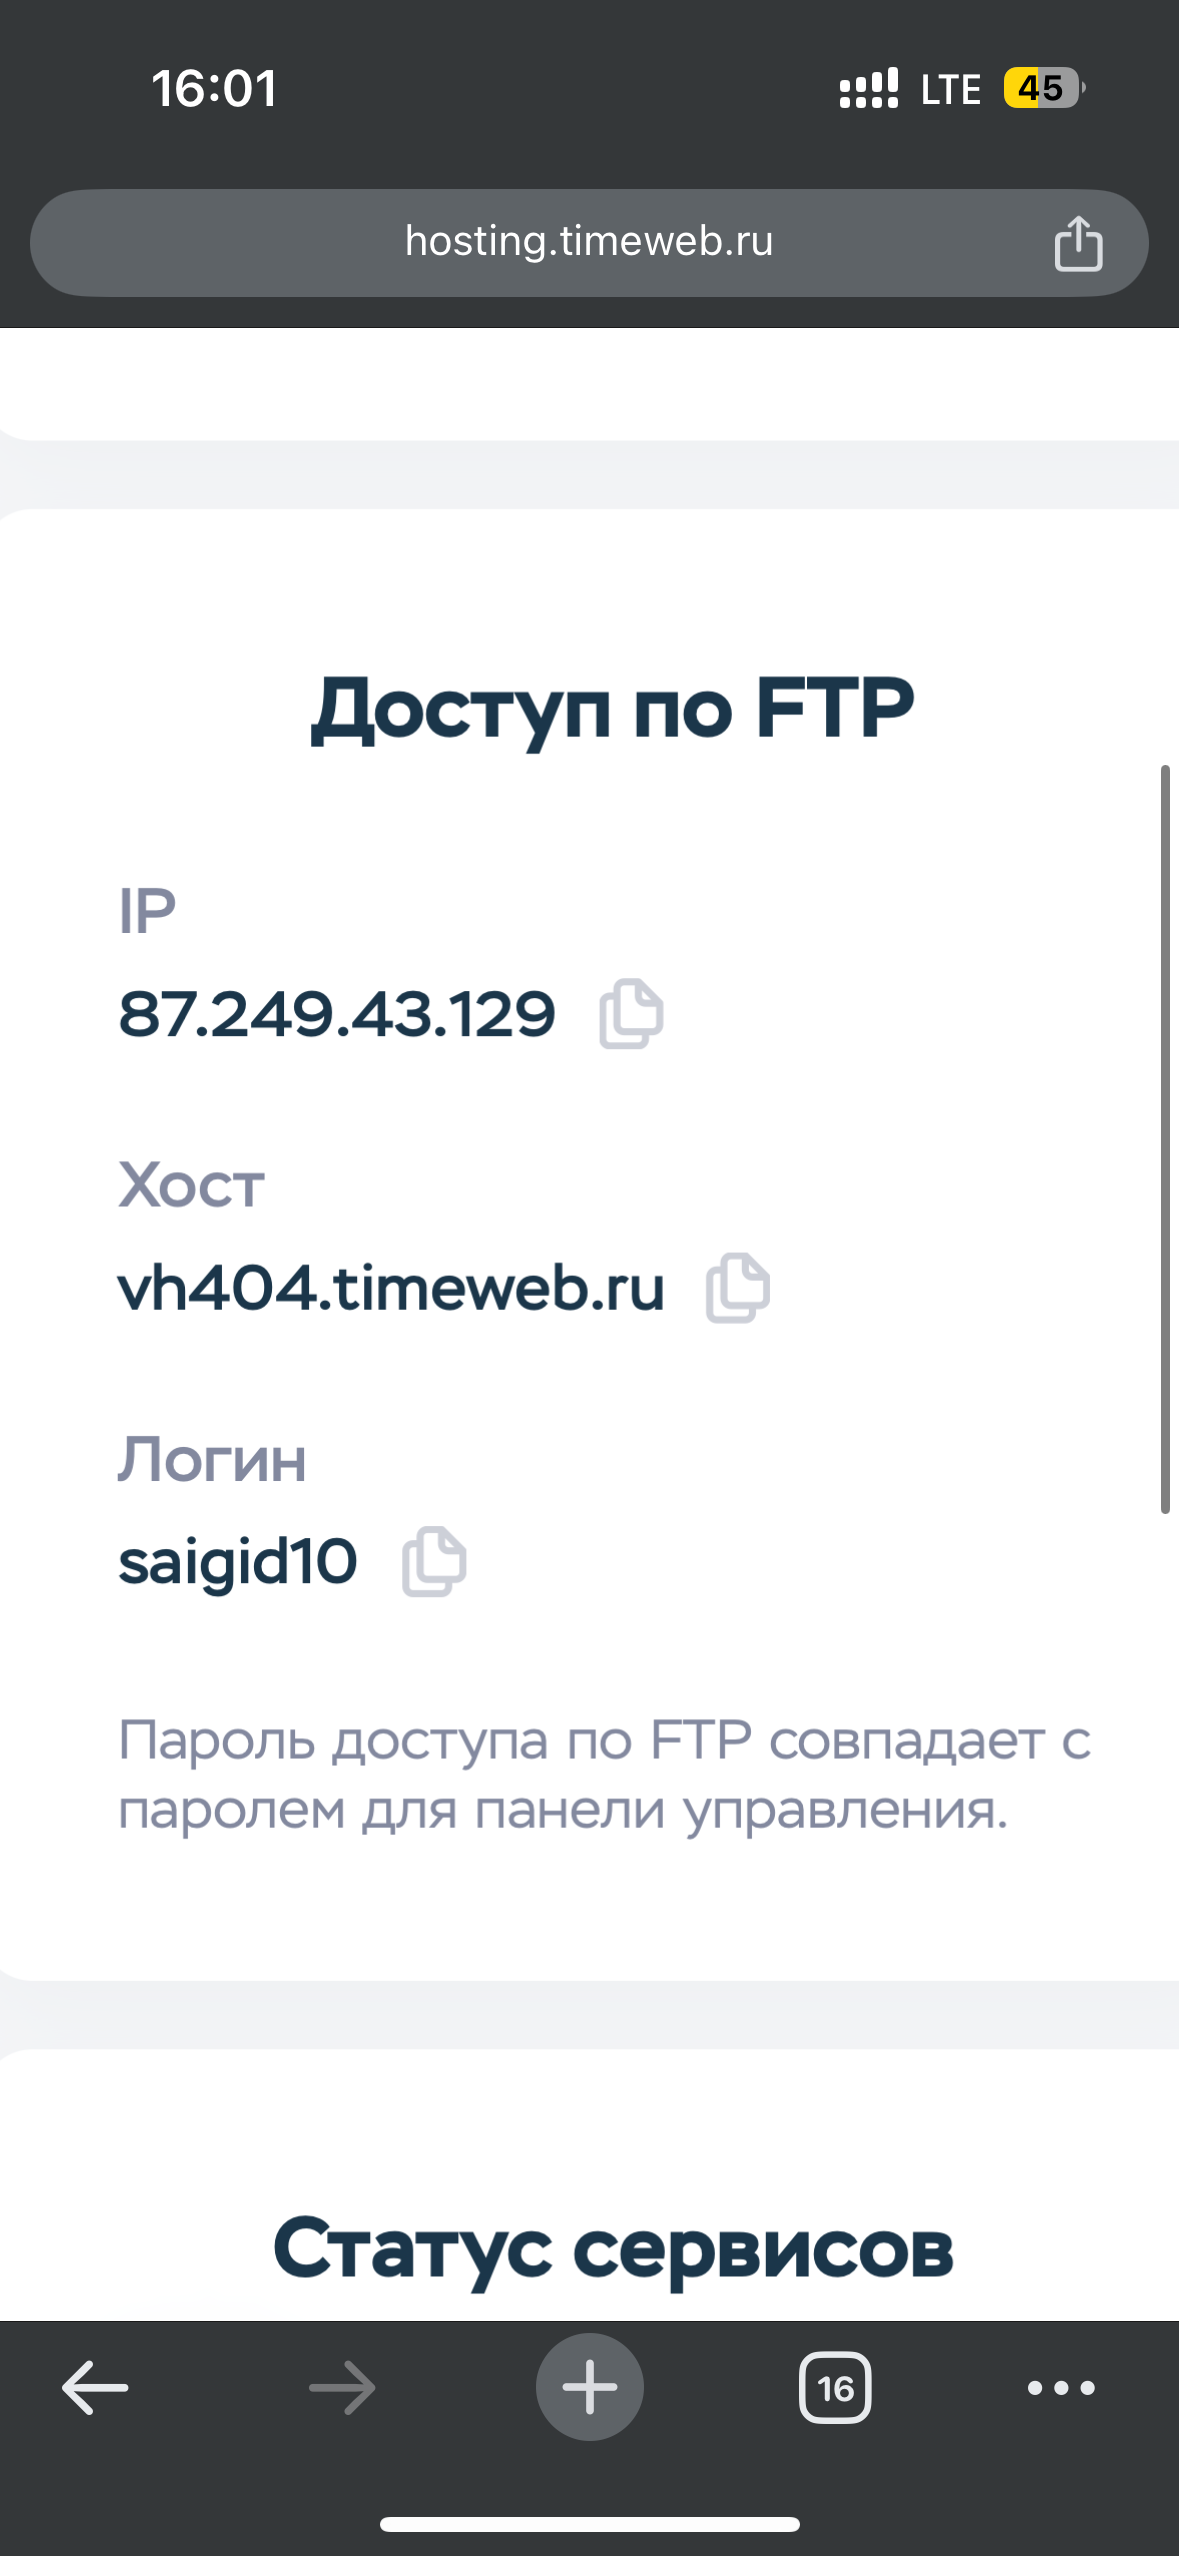 16:01
LTE
45
hosting.timeweb.ru
Доступ по FTP
IP
87.249.43.129
Хост
vh404.timeweb.ru
Логин
saigid10
Пароль доступа по FTP совпадает с
паролем для панели управления.
Статус сервисов
16